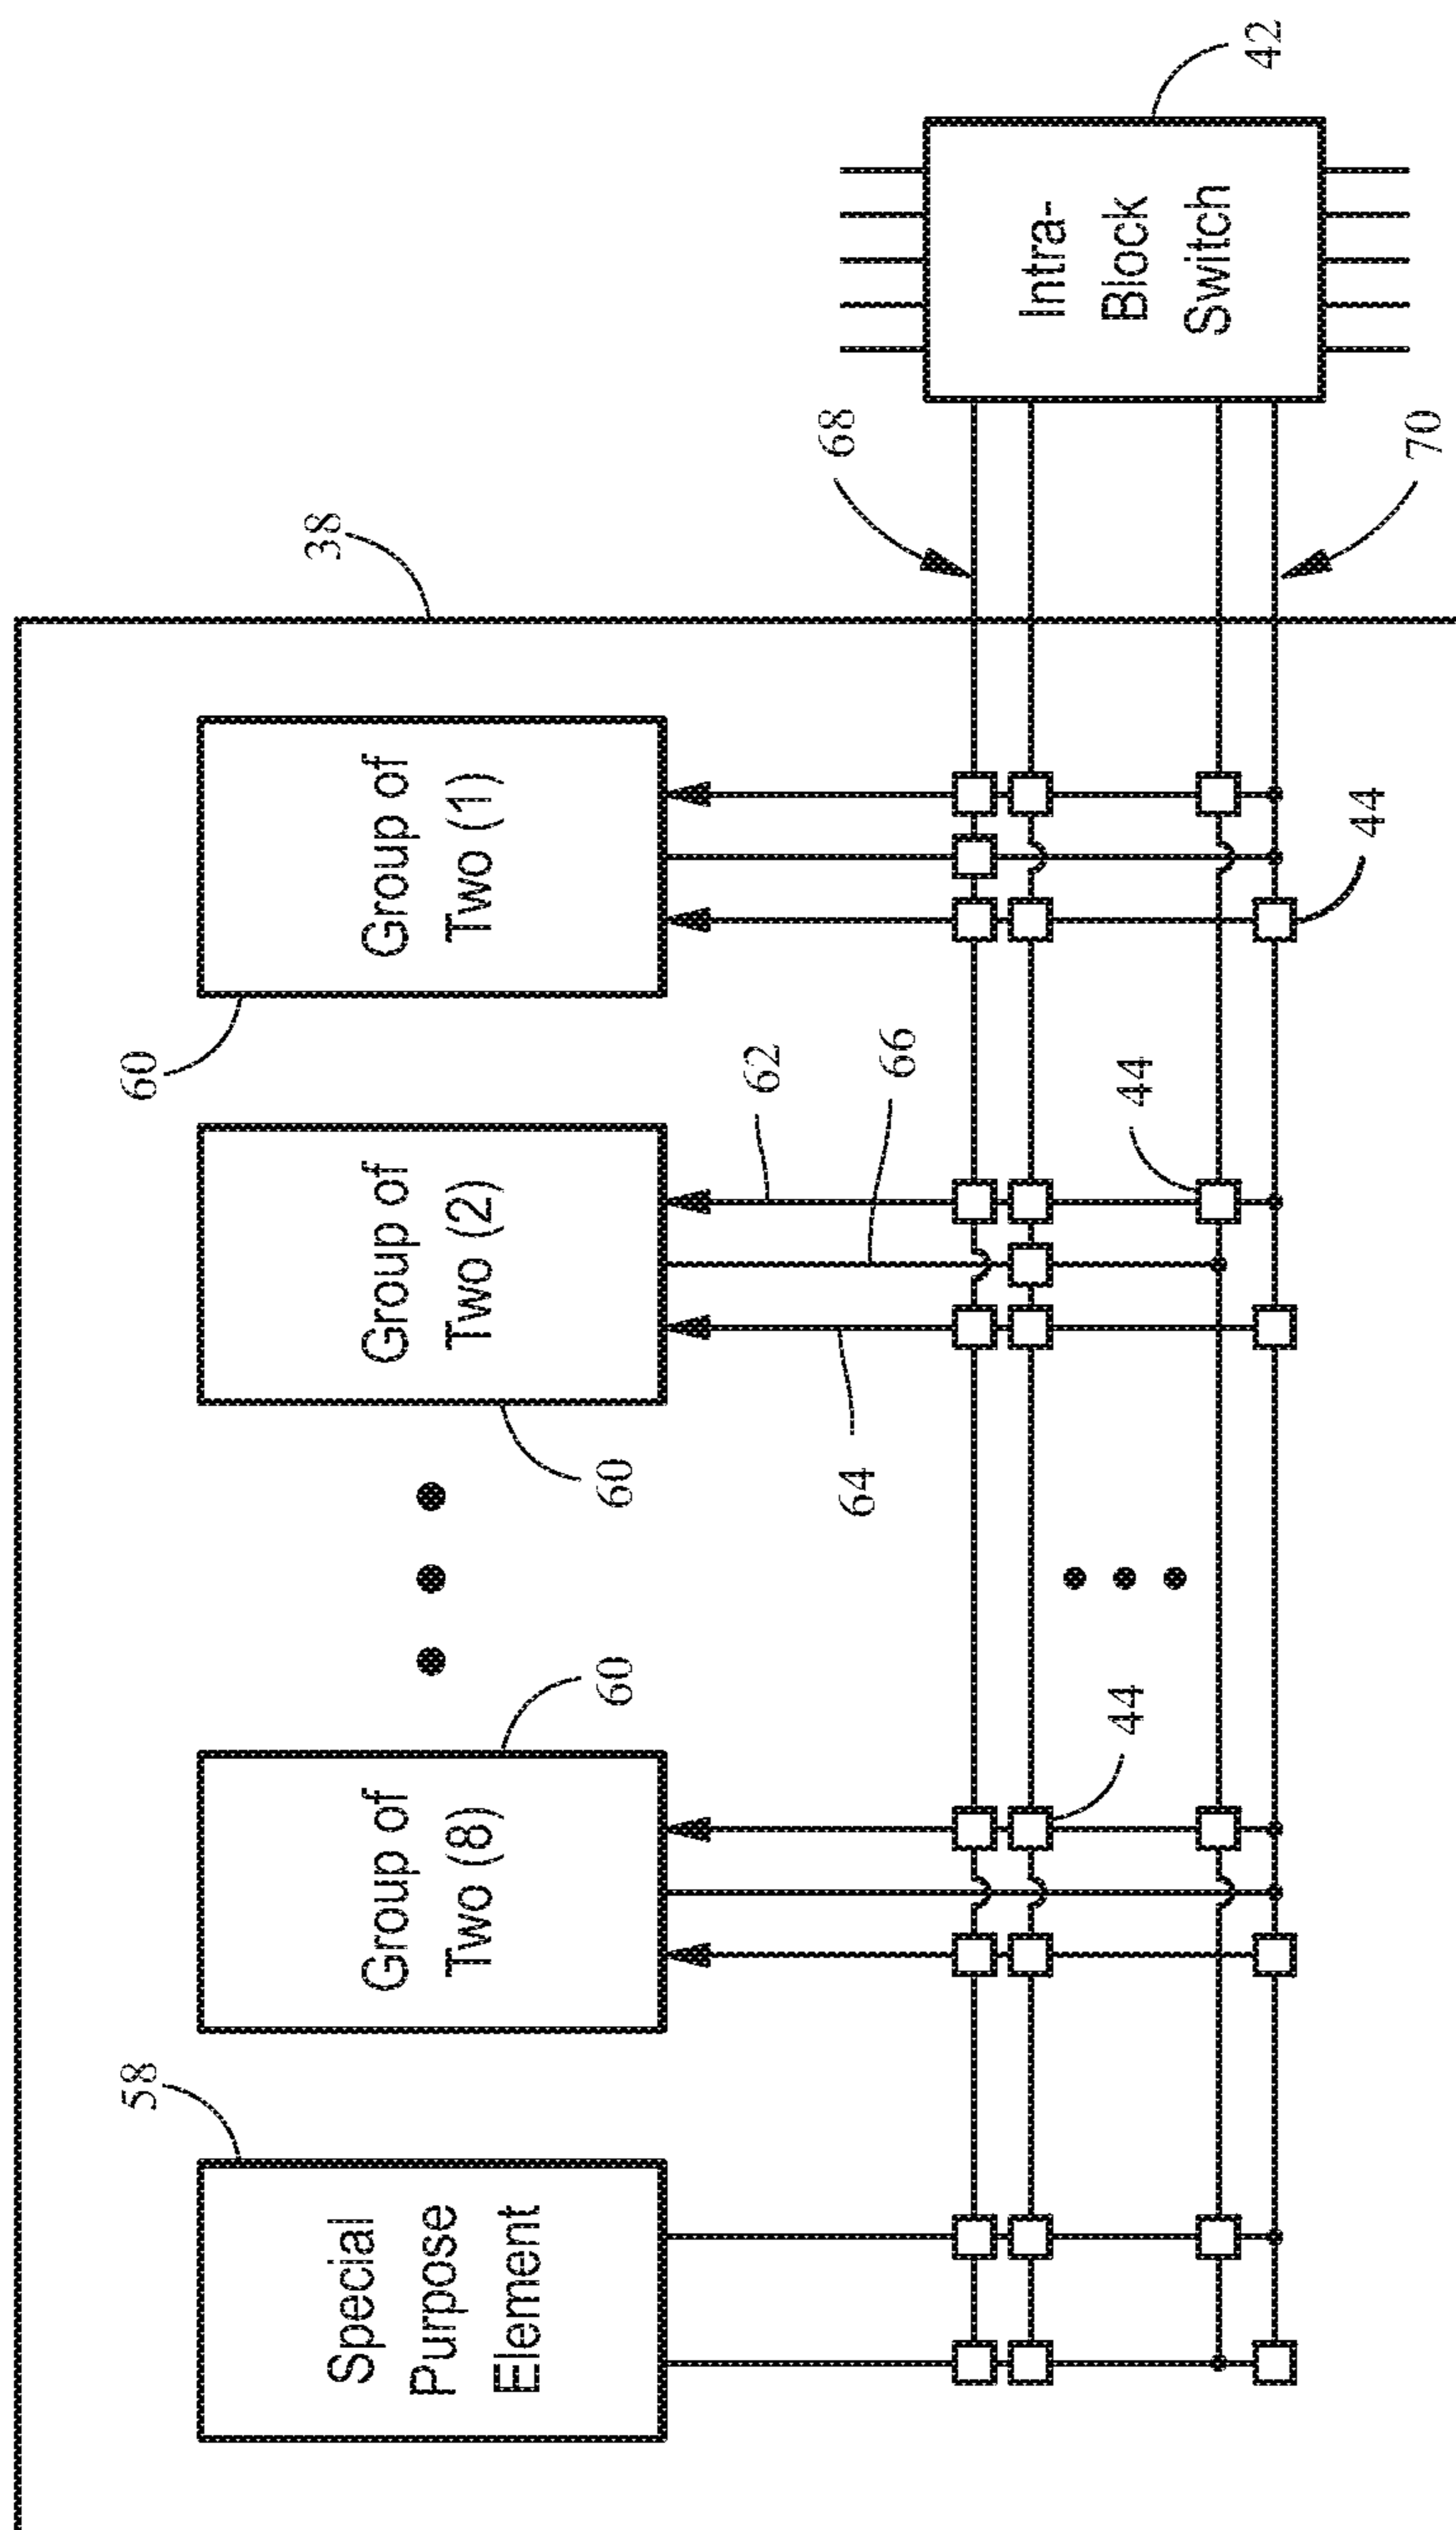 38
58
Special
Purpose
Element
Group of
Two (8)
60
60
Group of
Two (2)
60
Group of
Two (1)
62
66
64
44
44
44
68
70
42
Intra-
Block
Switch